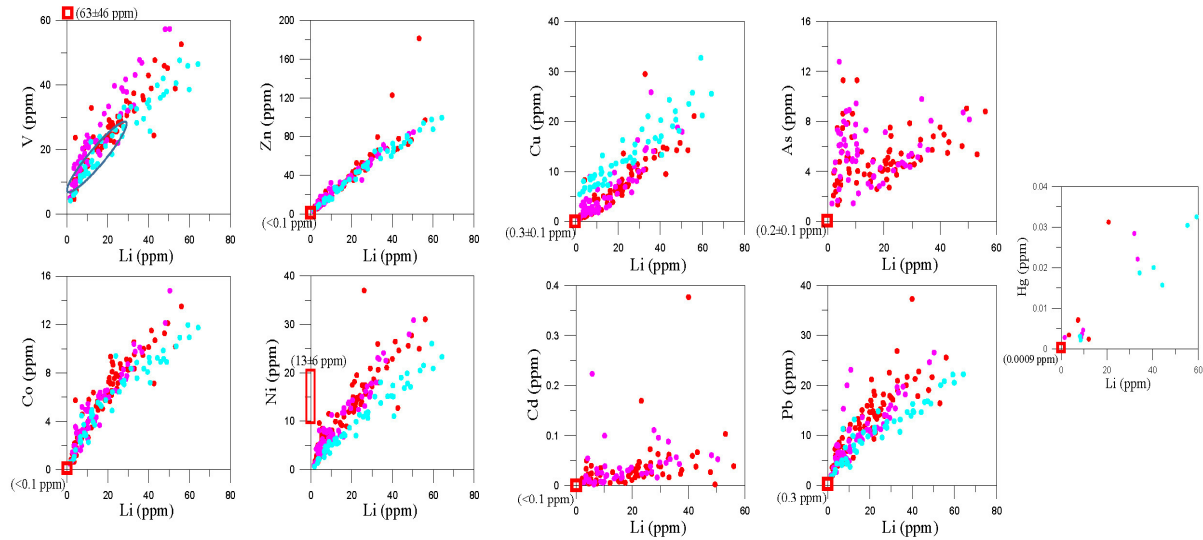 (63±46 ppm)
60
40
20
0
V (ppm)
0 20 40 60 80
Li (ppm)
200
160
120
80
40
0
Zn (ppm)
(<0.1 ppm)
0 20 40 60 80
Li (ppm)
40
30
20
10
0
Cu (ppm)
(0.3±0.1 ppm)
0 20 40 60 80
Li (ppm)
16
12
8
4
0
As (ppm)
(0.2±0.1 ppm)
0 20 40 60
Li (ppm)
0.04
0.03
0.02
0.01
0
Hg (ppm)
(0.0009 ppm)
0 10 20 30 40 50 60
Li (ppm)
16
12
8
4
0
Co (ppm)
(<0.1 ppm)
0 20 40 60 80
Li (ppm)
40
30
20
10
0
Ni (ppm)
(13±6 ppm)
0 20 40 60 80
Li (ppm)
0.4
0.3
0.2
0.1
0
Cd (ppm)
(<0.1 ppm)
0 20 40 60
Li (ppm)
40
30
20
10
0
Pb (ppm)
(0.3 ppm)
0 20 40 60 80
Li (ppm)